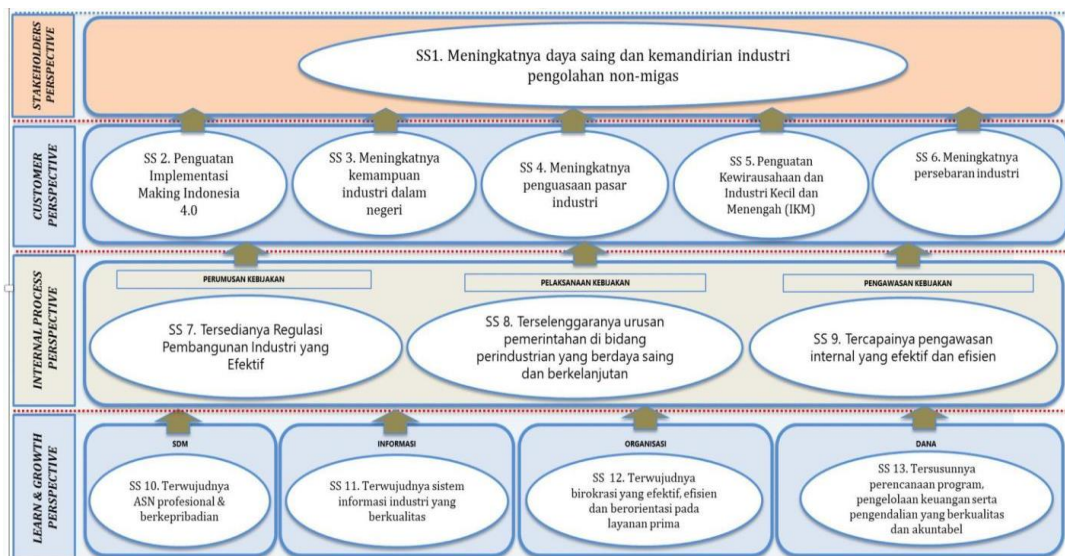 STAKEHOLDERS
PERSPECTIVE
SS1. Meningkatnya daya saing dan kemandirian industri
pengolahan non-migas
CUSTOMER
PERSPECTIVE
SS 2. Penguatan
Implementasi
Making Indonesia
4.0
SS 3. Meningkatnya
kemampuan
industri dalam
negeri
SS 4. Meningkatnya
penguasaan pasar
industri
SS 5. Penguatan
Kewirausahaan dan
Industri Kecil dan
Menengah (IKM)
SS 6. Meningkatnya
persebaran industri
INTERNAL PROCESS
PERSPECTIVE
PERUMUSAN KEBIJAKAN
SS 7. Tersedianya Regulasi
Pembangunan Industri yang
Efektif
PELAKSANAAN KEBIJAKAN
SS 8. Terselenggaranya urusan
pemerintahan di bidang
perindustrian yang berdaya saing
dan berkelanjutan
PENGAWASAN KEBIJAKAN
SS 9. Tercapainya pengawasan
internal yang efektif dan efisien
LEARN & GROWTH
PERSPECTIVE
SDM
SS 10. Terwujudnya
ASN profesional &
berkepribadian
INFORMASI
SS 11. Terwujudnya sistem
informasi industri yang
berkualitas
ORGANISASI
SS 12. Terwujudnya
birokrasi yang efektif, efisien
dan berorientasi pada
layanan prima
DANA
SS 13. Tersusunnya
perencanaan program,
pengelolaan keuangan serta
pengendalian yang berkualitas
dan akuntabel